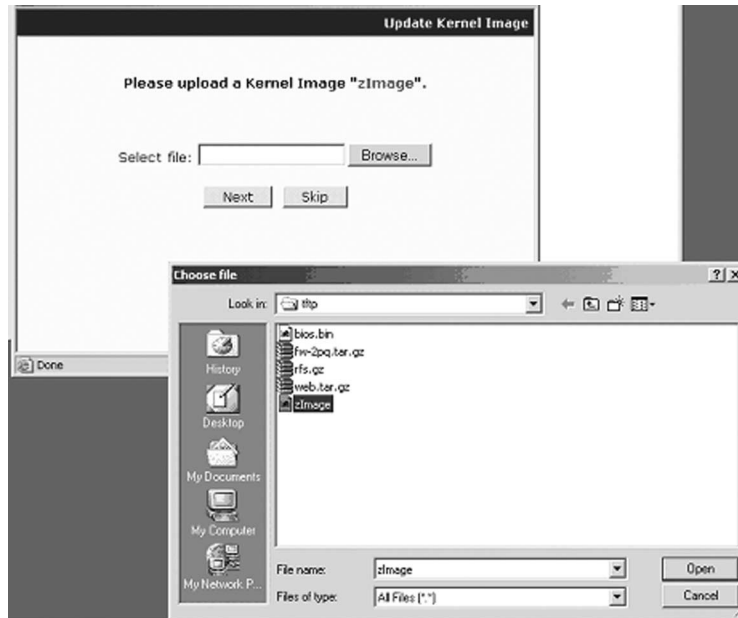 Update Kernel Image
Please upload a Kernel Image "zImage".
Select file:
Browse...
Next
Skip
Done
Choose file
Look in:
tftp
History
Desktop
My Documents
My Computer
My Network P...
bios.bin
fw-2pq.tar.gz
rfs.gz
web.tar.gz
zImage
File name:
zImage
Open
Files of type:
All Files (*.*)
Cancel